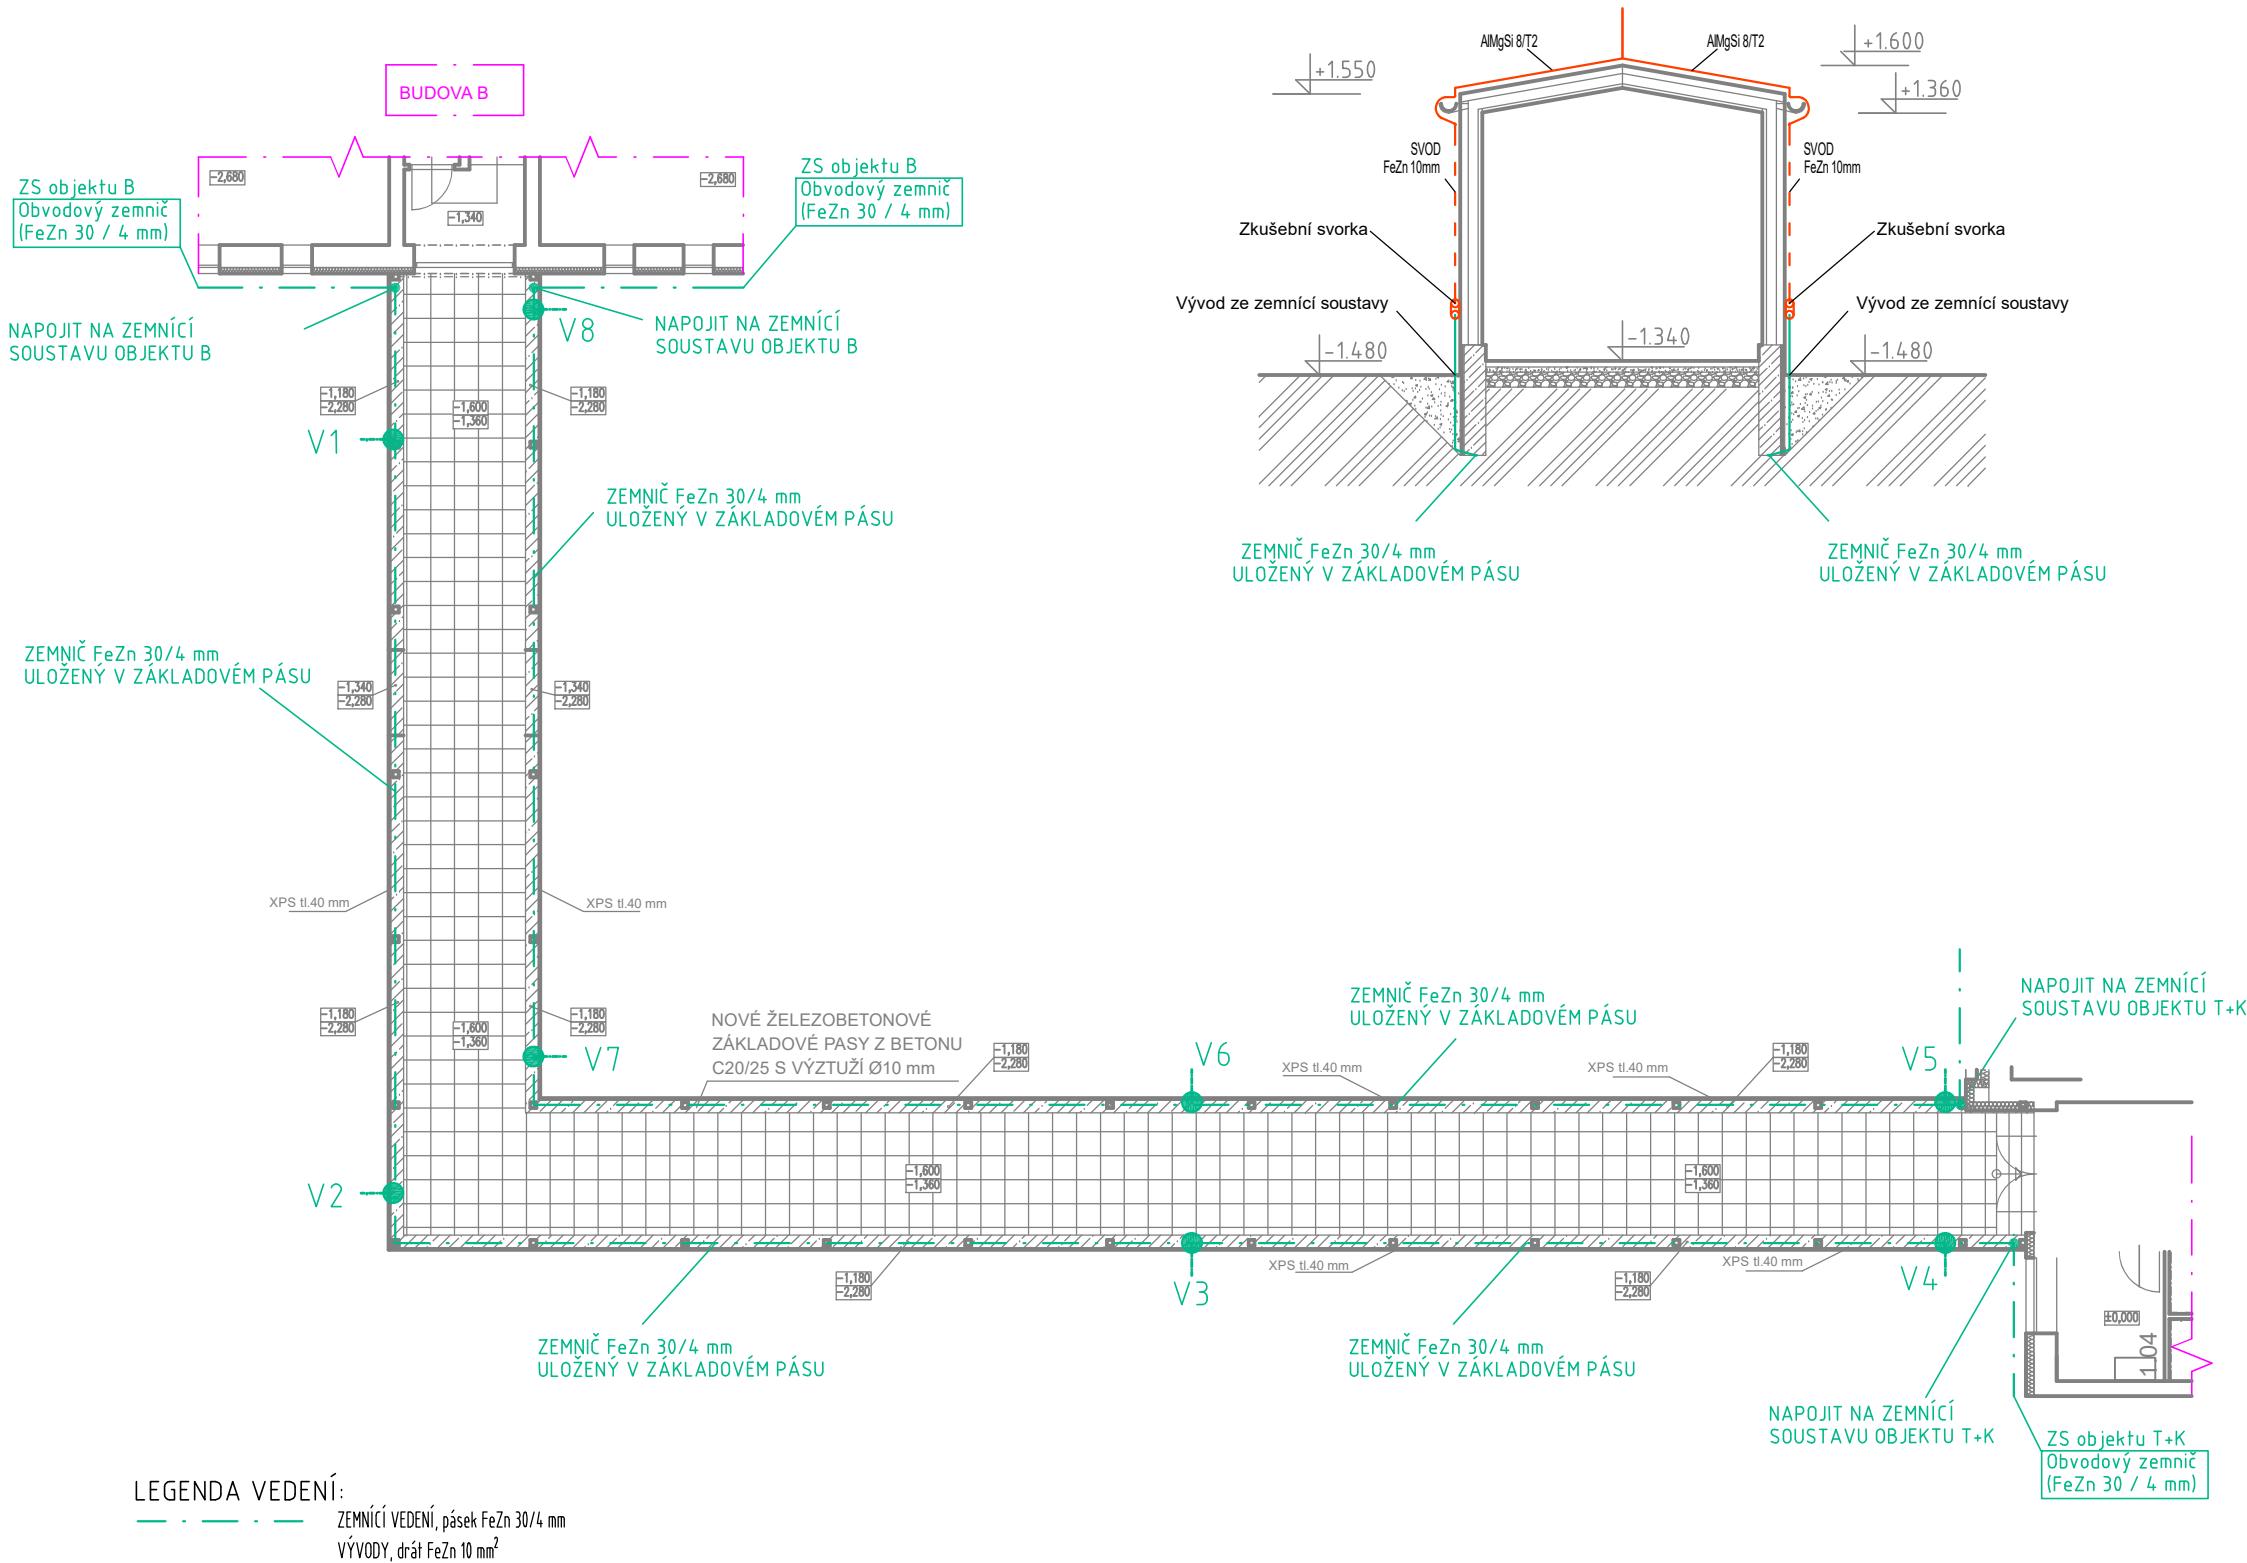 BUDOVA B
-2,680
-2,680
-1,340
ZS objektu B
Obvodový zemnič
(FeZn 30 / 4 mm)
ZS objektu B
Obvodový zemnič
(FeZn 30 / 4 mm)
NAPOJIT NA ZEMNÍCÍ
SOUSTAVU OBJEKTU B
V8
NAPOJIT NA ZEMNÍCÍ
SOUSTAVU OBJEKTU B
-1,180
-2,280
-1,600
-1,360
-1,180
-2,280
V1
ZEMNIČ FeZn 30/4 mm
ULOŽENÝ V ZÁKLADOVÉM PÁSU
ZEMNIČ FeZn 30/4 mm
ULOŽENÝ V ZÁKLADOVÉM PÁSU
-1,340
-2,280
-1,340
-2,280
XPS tl.40 mm
XPS tl.40 mm
-1,180
-2,280
-1,600
-1,360
-1,180
-2,280
V7
NOVÉ ŽELEZOBETONOVÉ
ZÁKLADOVÉ PASY Z BETONU
C20/25 S VÝZTUŽÍ Ø10 mm
-1,180
-2,280
V6
ZEMNIČ FeZn 30/4 mm
ULOŽENÝ V ZÁKLADOVÉM PÁSU
XPS tl.40 mm
XPS tl.40 mm
-1,180
-2,280
V5
NAPOJIT NA ZEMNÍCÍ
SOUSTAVU OBJEKTU T+K
V2
-1,600
-1,360
-1,600
-1,360
-1,180
-2,280
V3
XPS tl.40 mm
-1,180
-2,280
XPS tl.40 mm
V4
±0,000
1.04
ZEMNIČ FeZn 30/4 mm
ULOŽENÝ V ZÁKLADOVÉM PÁSU
ZEMNIČ FeZn 30/4 mm
ULOŽENÝ V ZÁKLADOVÉM PÁSU
NAPOJIT NA ZEMNÍCÍ
SOUSTAVU OBJEKTU T+K
ZS objektu T+K
Obvodový zemnič
(FeZn 30 / 4 mm)
AlMgSi 8/T2
AlMgSi 8/T2
+1.550
+1.600
+1.360
SVOD
FeZn 10mm
SVOD
FeZn 10mm
Zkušební svorka
Zkušební svorka
Vývod ze zemnící soustavy
Vývod ze zemnící soustavy
-1.480
-1.340
-1.480
ZEMNIČ FeZn 30/4 mm
ULOŽENÝ V ZÁKLADOVÉM PÁSU
ZEMNIČ FeZn 30/4 mm
ULOŽENÝ V ZÁKLADOVÉM PÁSU
LEGENDA VEDENÍ:
ZEMNÍCÍ VEDENÍ, pásek FeZn 30/4 mm
VÝVODY, drát FeZn 10 mm²